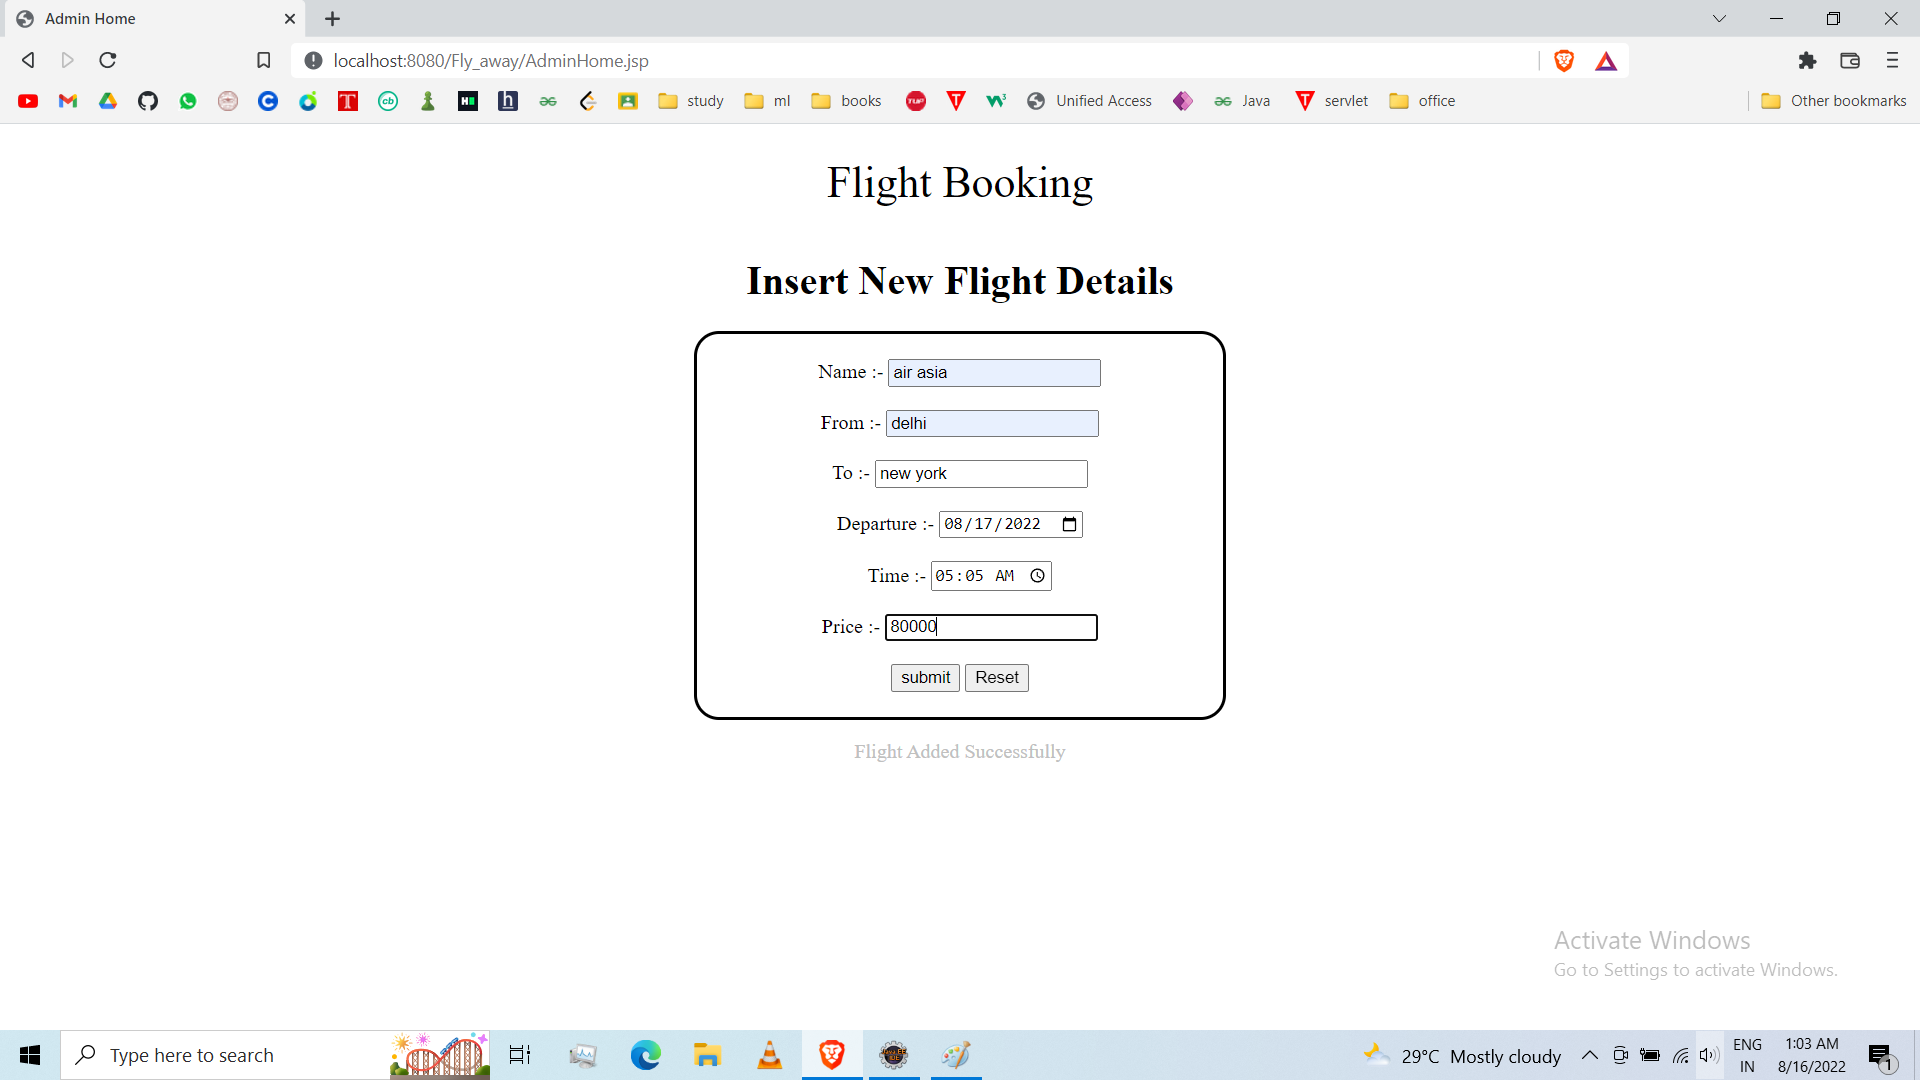 Admin Home
localhost:8080/Fly_away/AdminHome.jsp
study ml books Unified Access Java servlet office Other bookmarks
Flight Booking
Insert New Flight Details
Name :- air asia
From :- delhi
To :- new york
Departure :- 08/17/2022
Time :- 05:05 AM
Price :- 80000
submit Reset
Flight Added Successfully
Activate Windows
Go to Settings to activate Windows.
Type here to search
29°C Mostly cloudy
ENG
IN
1:03 AM
8/16/2022
1